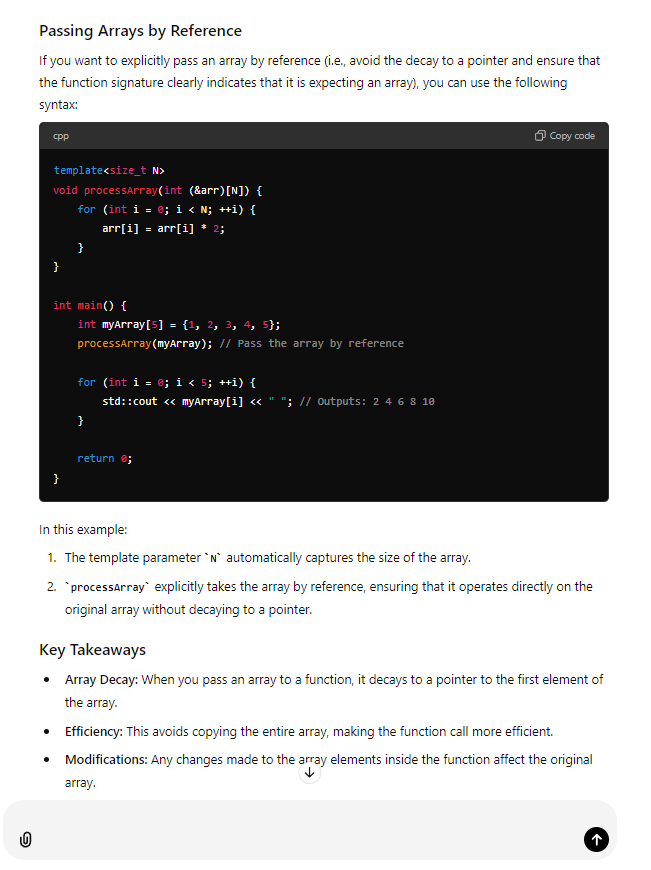 Passing Arrays by Reference
If you want to explicitly pass an array by reference (i.e., avoid the decay to a pointer and ensure that
the function signature clearly indicates that it is expecting an array), you can use the following
syntax:
cpp
Copy code
template<size_t N>
void processArray(int (&arr)[N]) {
    for (int i = 0; i < N; ++i) {
        arr[i] = arr[i] * 2;
    }
}
int main() {
    int myArray[5] = {1, 2, 3, 4, 5};
    processArray(myArray); // Pass the array by reference
    for (int i = 0; i < 5; ++i) {
        std::cout << myArray[i] << " "; // Outputs: 2 4 6 8 10
    }
    return 0;
}
In this example:
1. The template parameter `N` automatically captures the size of the array.
2. `processArray` explicitly takes the array by reference, ensuring that it operates directly on the
original array without decaying to a pointer.
Key Takeaways
• Array Decay: When you pass an array to a function, it decays to a pointer to the first element of
the array.
• Efficiency: This avoids copying the entire array, making the function call more efficient.
• Modifications: Any changes made to the array elements inside the function affect the original
array.